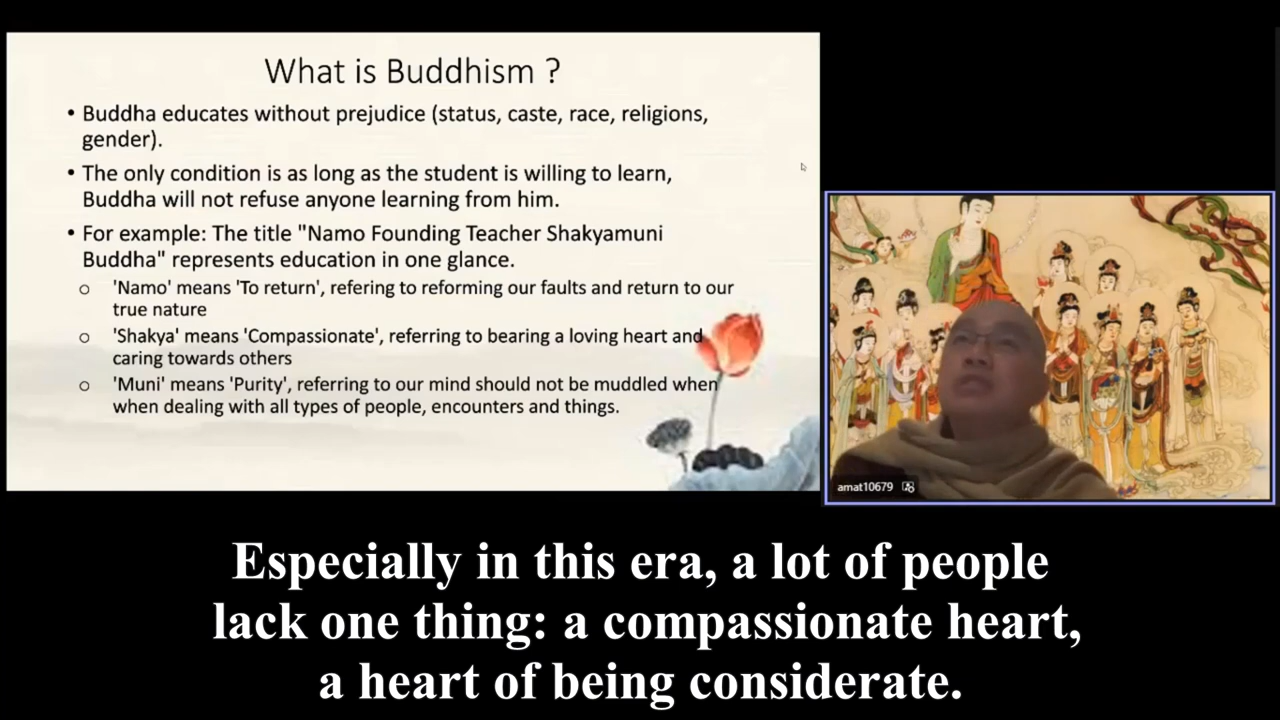 What is Buddhism ?
• Buddha educates without prejudice (status, caste, race, religions,
gender).
• The only condition is as long as the student is willing to learn,
Buddha will not refuse anyone learning from him.
• For example: The title "Namo Founding Teacher Shakyamuni
Buddha" represents education in one glance.
o 'Namo' means 'To return', refering to reforming our faults and return to our
true nature
o 'Shakya' means 'Compassionate', referring to bearing a loving heart and
caring towards others
o 'Muni' means 'Purity', referring to our mind should not be muddled when
when dealing with all types of people, encounters and things.
amat10679
Especially in this era, a lot of people
lack one thing: a compassionate heart,
a heart of being considerate.